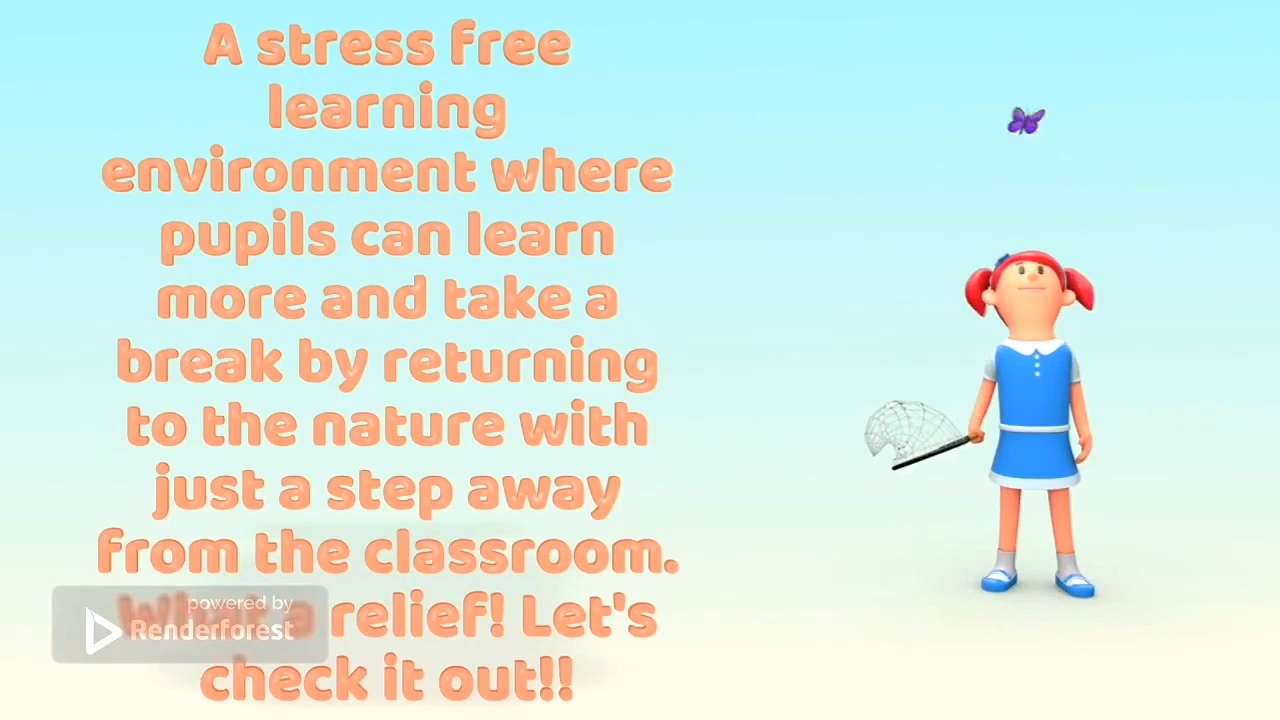 A stress free
learning
environment where
pupils can learn
more and take a
break by returning
to the nature with
just a step away
from the classroom.
What a relief! Let's
check it out!!
powered by
Renderforest